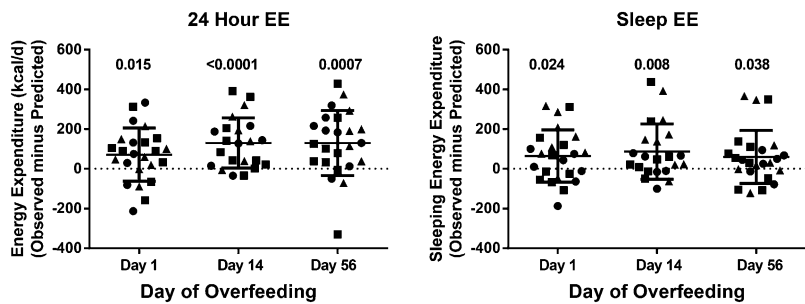 24 Hour EE
Energy Expenditure (kcal/d)
(Observed minus Predicted)
600
400
200
0
-200
-400
0.015 <0.0001 0.0007
Day 1 Day 14 Day 56
Day of Overfeeding
Sleep EE
Sleeping Energy Expenditure
(Observed minus Predicted)
600
400
200
0
-200
-400
0.024 0.008 0.038
Day 1 Day 14 Day 56
Day of Overfeeding